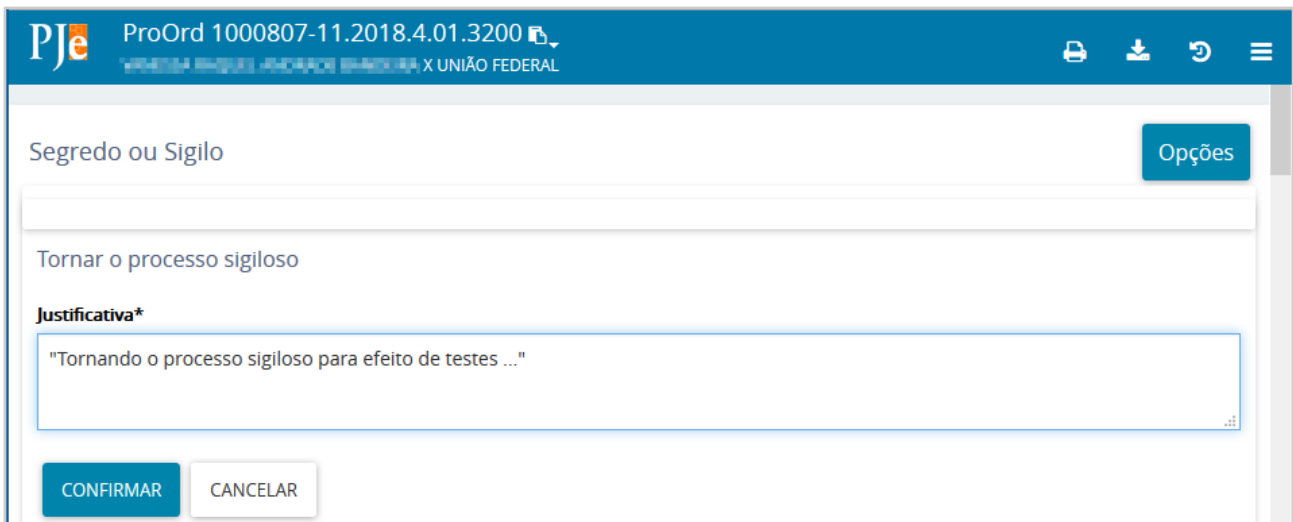 PJe
ProOrd 1000807-11.2018.4.01.3200
X UNIÃO FEDERAL
Segredo ou Sigilo
Opções
Tornar o processo sigiloso
Justificativa*
"Tornando o processo sigiloso para efeito de testes ..."
CONFIRMAR
CANCELAR